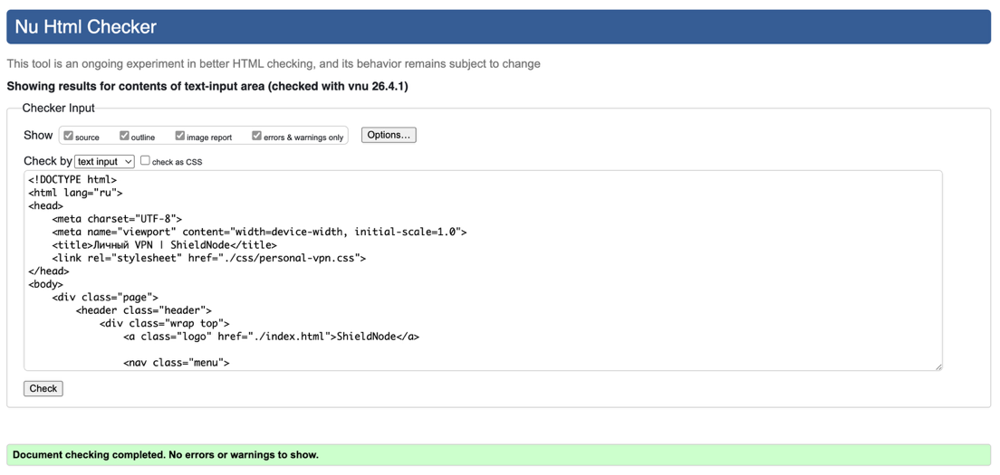 Nu Html Checker
This tool is an ongoing experiment in better HTML checking, and its behavior remains subject to change
Showing results for contents of text-input area (checked with vnu 26.4.1)
Checker Input
Show source outline image report errors & warnings only Options...
Check by text input check as CSS
<!DOCTYPE html>
<html lang="ru">
<head>
    <meta charset="UTF-8">
    <meta name="viewport" content="width=device-width, initial-scale=1.0">
    <title>Личный VPN | ShieldNode</title>
    <link rel="stylesheet" href="./css/personal-vpn.css">
</head>
<body>
    <div class="page">
        <header class="header">
            <div class="wrap top">
                <a class="logo" href="./index.html">ShieldNode</a>
                <nav class="menu">
Check
Document checking completed. No errors or warnings to show.